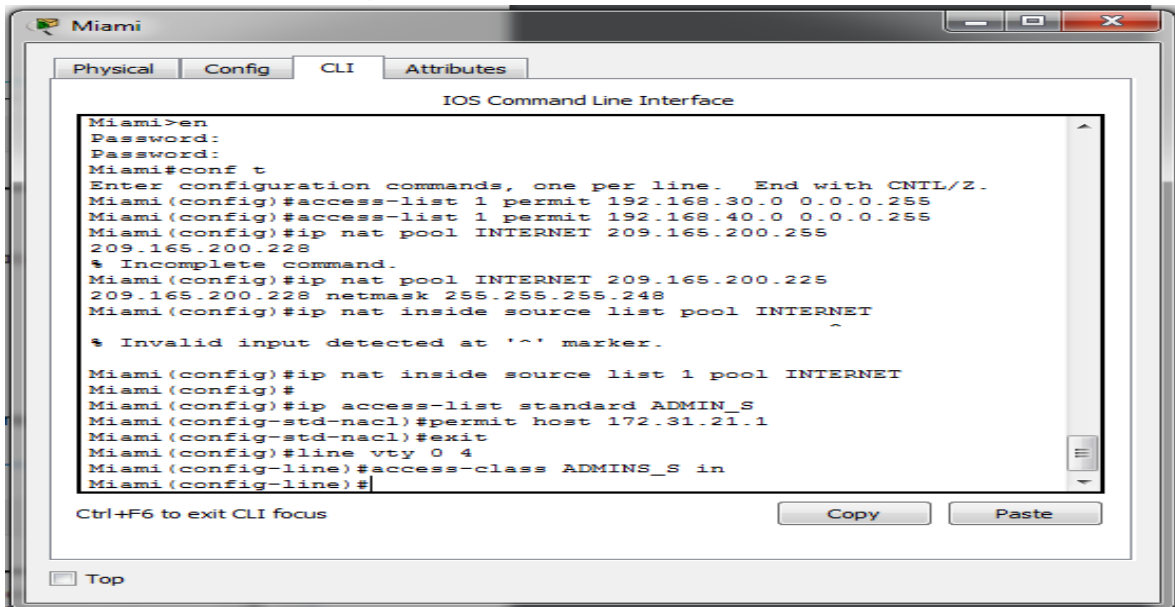 Miami
Physical Config CLI Attributes
IOS Command Line Interface
Miami>en
Password:
Password:
Miami#conf t
Enter configuration commands, one per line.  End with CNTL/Z.
Miami(config)#access-list 1 permit 192.168.30.0 0.0.0.255
Miami(config)#access-list 1 permit 192.168.40.0 0.0.0.255
Miami(config)#ip nat pool INTERNET 209.165.200.255
209.165.200.228
% Incomplete command.
Miami(config)#ip nat pool INTERNET 209.165.200.225
209.165.200.228 netmask 255.255.255.248
Miami(config)#ip nat inside source list pool INTERNET
^
% Invalid input detected at '^' marker.
Miami(config)#ip nat inside source list 1 pool INTERNET
Miami(config)#
Miami(config)#ip access-list standard ADMIN_S
Miami(config-std-nacl)#permit host 172.31.21.1
Miami(config-std-nacl)#exit
Miami(config)#line vty 0 4
Miami(config-line)#access-class ADMINS_S in
Miami(config-line)#
Ctrl+F6 to exit CLI focus Copy Paste
Top